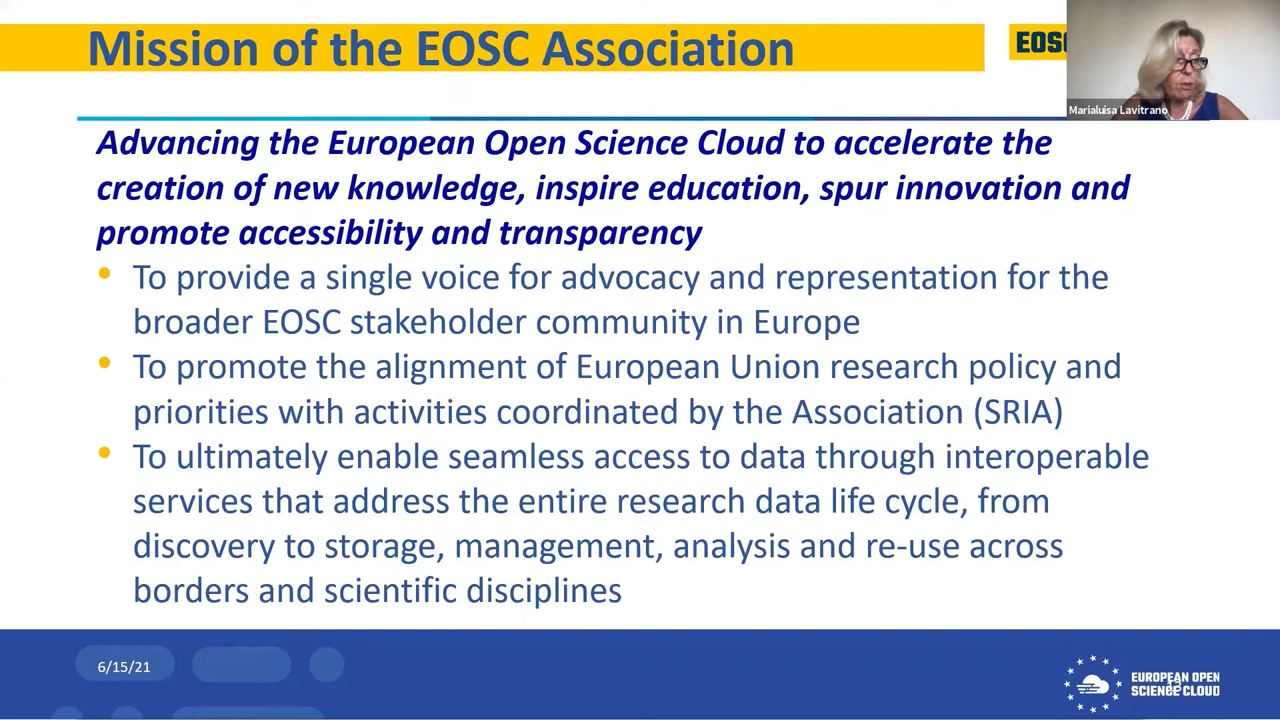 Mission of the EOSC Association
EOSC
Marialuisa Lavitrano
Advancing the European Open Science Cloud to accelerate the
creation of new knowledge, inspire education, spur innovation and
promote accessibility and transparency
• To provide a single voice for advocacy and representation for the
broader EOSC stakeholder community in Europe
• To promote the alignment of European Union research policy and
priorities with activities coordinated by the Association (SRIA)
• To ultimately enable seamless access to data through interoperable
services that address the entire research data life cycle, from
discovery to storage, management, analysis and re-use across
borders and scientific disciplines
6/15/21
EUROPEAN OPEN
SCIENCE CLOUD